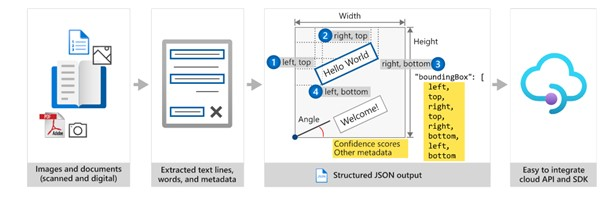 PDF
Adobe
Images and documents
(scanned and digital)
Extracted text lines,
words, and metadata
Width
Height
2 right, top
1 left, top
Hello World
right, bottom 3
4 left, bottom
Welcome!
Angle
Confidence scores
Other metadata
"boundingBox": [
left,
top,
right,
top,
right,
bottom,
left,
bottom
Structured JSON output
Easy to integrate
cloud API and SDK